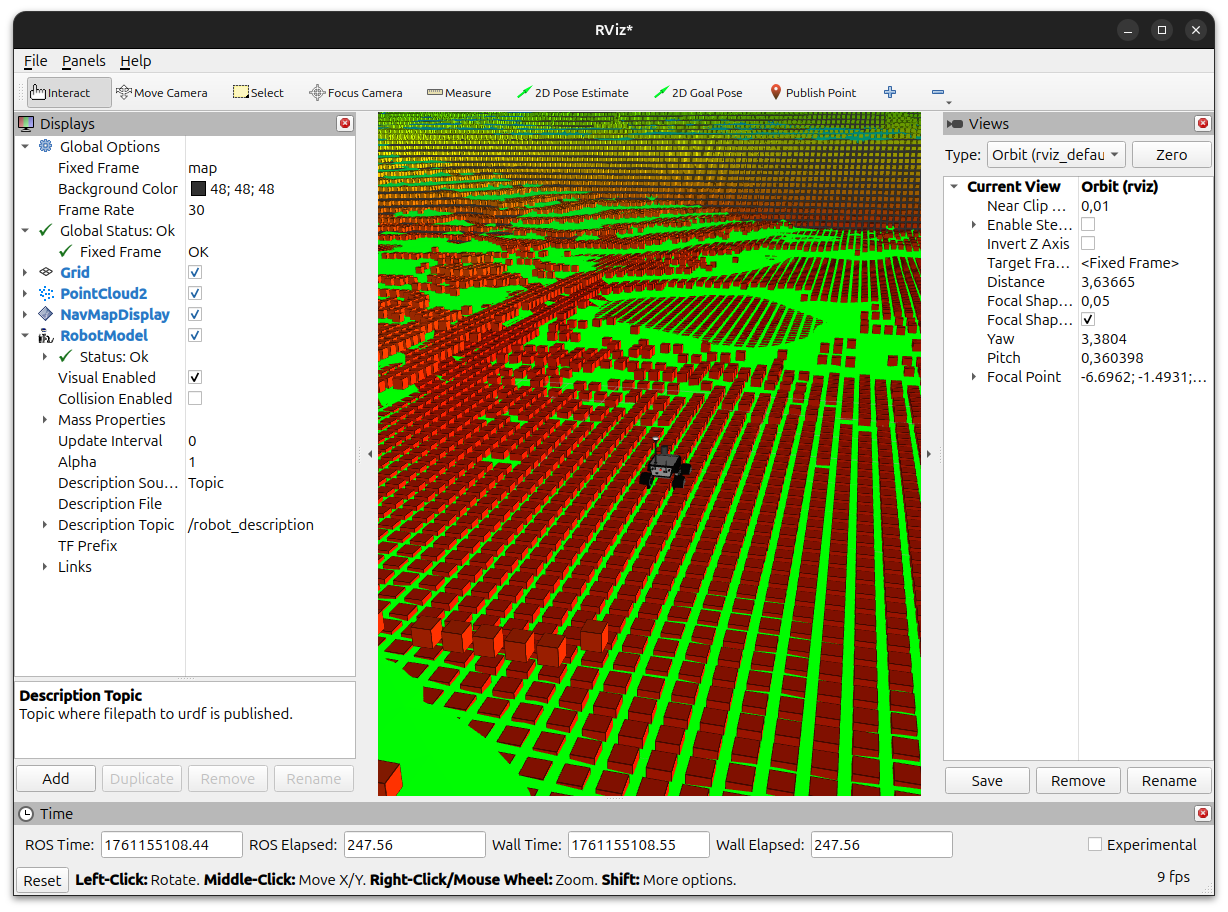 RViz*
File Panels Help
Interact Move Camera Select Focus Camera Measure 2D Pose Estimate 2D Goal Pose Publish Point
Displays
Global Options
Fixed Frame map
Background Color 48; 48; 48
Frame Rate 30
Global Status: Ok
Fixed Frame OK
Grid
PointCloud2
NavMapDisplay
RobotModel
Status: Ok
Visual Enabled
Collision Enabled
Mass Properties
Update Interval 0
Alpha 1
Description Sou... Topic
Description File
Description Topic /robot_description
TF Prefix
Links
Description Topic
Topic where filepath to urdf is published.
Add Duplicate Remove Rename
Views
Type: Orbit (rviz_defau Zero
Current View Orbit (rviz)
Near Clip ... 0,01
Enable Ste...
Invert Z Axis
Target Fra... <Fixed Frame>
Distance 3,63665
Focal Shap... 0,05
Focal Shap...
Yaw 3,3804
Pitch 0,360398
Focal Point -6.6962; -1.4931;...
Save Remove Rename
Time
ROS Time: 1761155108.44 ROS Elapsed: 247.56 Wall Time: 1761155108.55 Wall Elapsed: 247.56 Experimental
Reset Left-Click: Rotate. Middle-Click: Move X/Y. Right-Click/Mouse Wheel: Zoom. Shift: More options. 9 fps